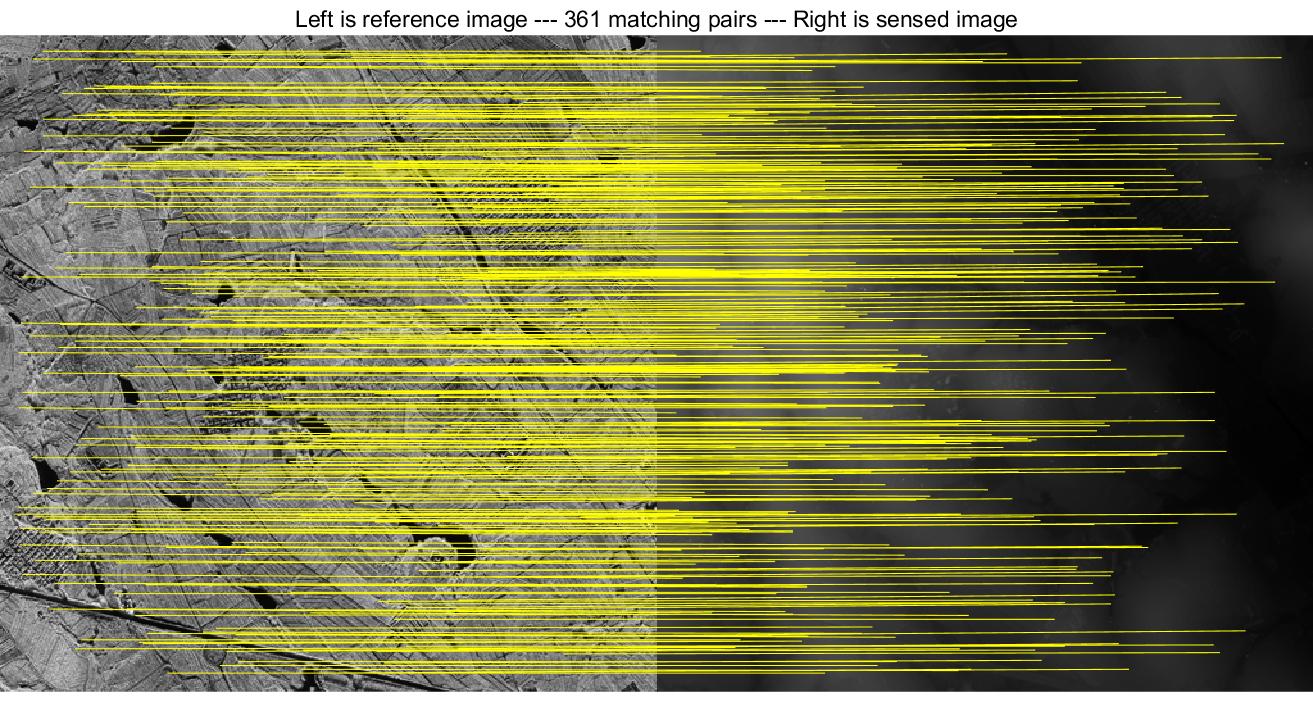 Left is reference image --- 361 matching pairs --- Right is sensed image